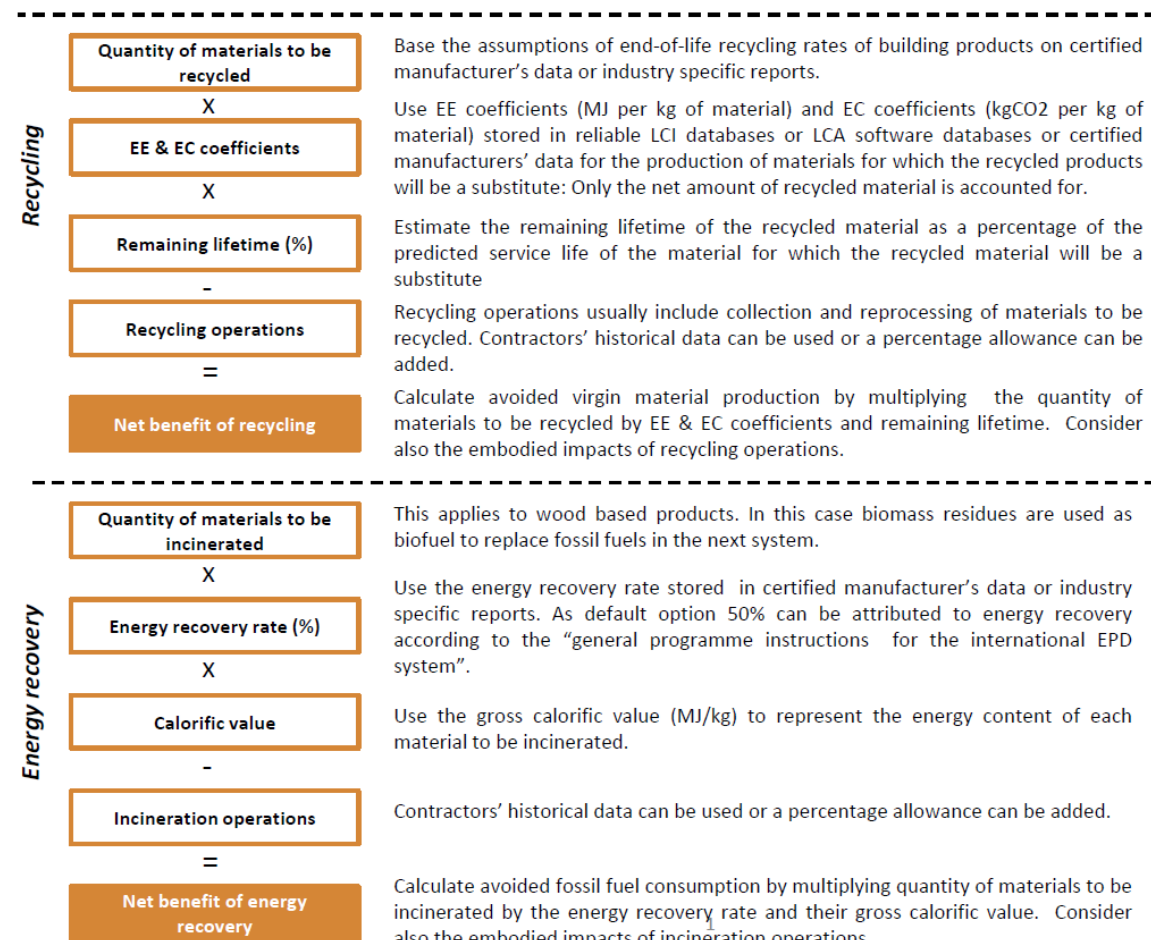 Recycling
Quantity of materials to be
recycled
X
EE & EC coefficients
X
Remaining lifetime (%)
-
Recycling operations
=
Net benefit of recycling
Base the assumptions of end-of-life recycling rates of building products on certified
manufacturer's data or industry specific reports.
Use EE coefficients (MJ per kg of material) and EC coefficients (kgCO2 per kg of
material) stored in reliable LCI databases or LCA software databases or certified
manufacturers' data for the production of materials for which the recycled products
will be a substitute: Only the net amount of recycled material is accounted for.
Estimate the remaining lifetime of the recycled material as a percentage of the
predicted service life of the material for which the recycled material will be a
substitute
Recycling operations usually include collection and reprocessing of materials to be
recycled. Contractors' historical data can be used or a percentage allowance can be
added.
Calculate avoided virgin material production by multiplying the quantity of
materials to be recycled by EE & EC coefficients and remaining lifetime. Consider
also the embodied impacts of recycling operations.
Energy recovery
Quantity of materials to be
incinerated
X
Energy recovery rate (%)
X
Calorific value
-
Incineration operations
=
Net benefit of energy
recovery
This applies to wood based products. In this case biomass residues are used as
biofuel to replace fossil fuels in the next system.
Use the energy recovery rate stored in certified manufacturer's data or industry
specific reports. As default option 50% can be attributed to energy recovery
according to the "general programme instructions for the international EPD
system".
Use the gross calorific value (MJ/kg) to represent the energy content of each
material to be incinerated.
Contractors' historical data can be used or a percentage allowance can be added.
Calculate avoided fossil fuel consumption by multiplying quantity of materials to be
incinerated by the energy recovery rate and their gross calorific value. Consider
1
also the embodied impacts of incineration operations